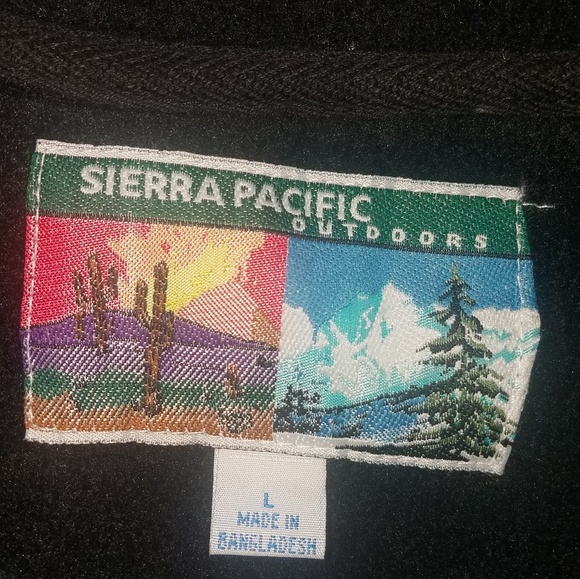 SIERRA PACIFIC
OUTDOORS
L
MADE IN
BANGLADESH